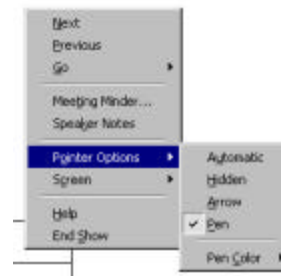 Next
Previous
Go
Meeting Minder...
Speaker Notes
Pointer Options
Screen
Help
End Show
Automatic
Hidden
Arrow
Pen
Pen Color